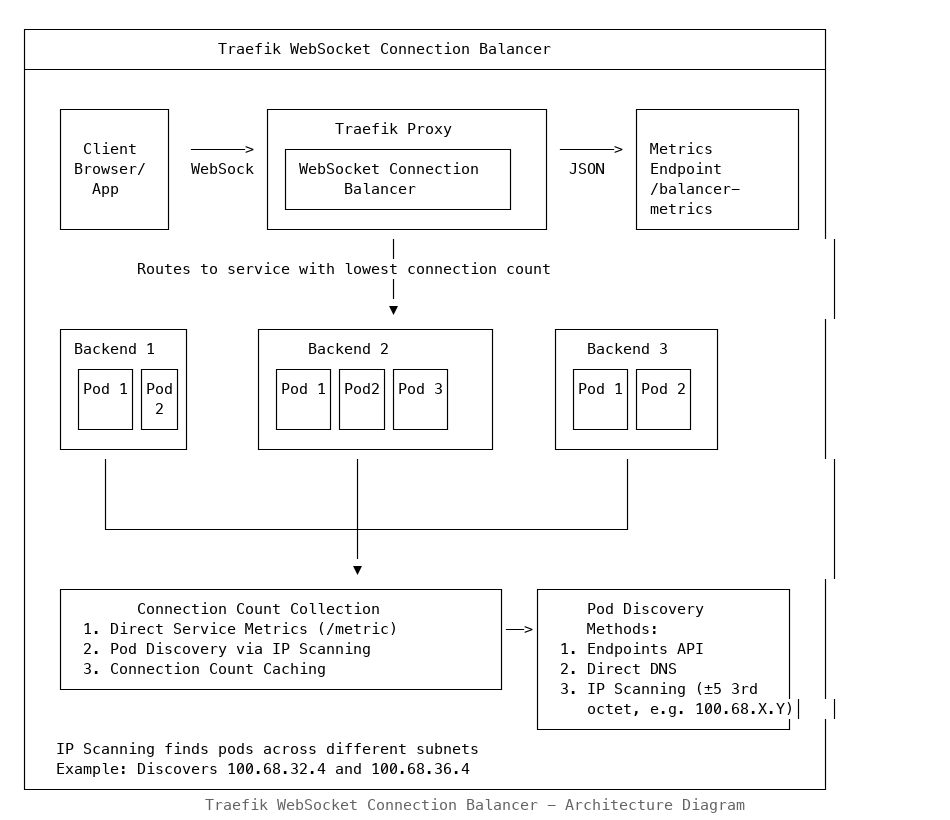 Traefik WebSocket Connection Balancer
Client
Browser/
App
WebSock
Traefik Proxy
WebSocket Connection
Balancer
JSON
Metrics
Endpoint
/balancer–
metrics
Routes to service with lowest connection count
Backend 1
Pod 1
Pod
2
Backend 2
Pod 1
Pod2
Pod 3
Backend 3
Pod 1
Pod 2
Connection Count Collection
1. Direct Service Metrics (/metric)
2. Pod Discovery via IP Scanning
3. Connection Count Caching
Pod Discovery
Methods:
1. Endpoints API
2. Direct DNS
3. IP Scanning (±5 3rd
octet, e.g. 100.68.X.Y)
IP Scanning finds pods across different subnets
Example: Discovers 100.68.32.4 and 100.68.36.4
Traefik WebSocket Connection Balancer – Architecture Diagram